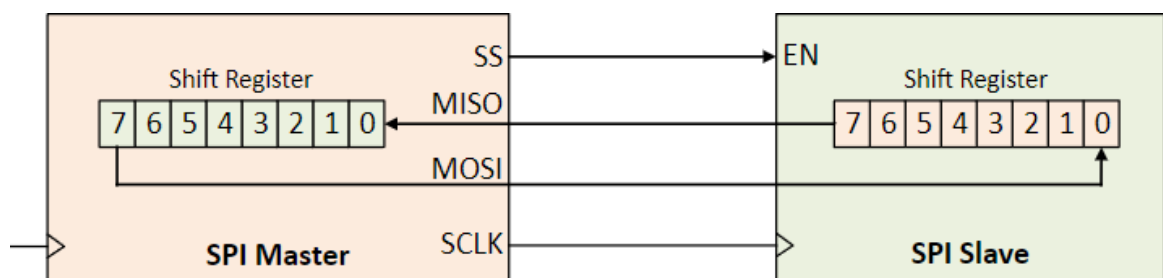 SS
EN
Shift Register
Shift Register
MISO
7 6 5 4 3 2 1 0
7 6 5 4 3 2 1 0
MOSI
SPI Master
SCLK
SPI Slave